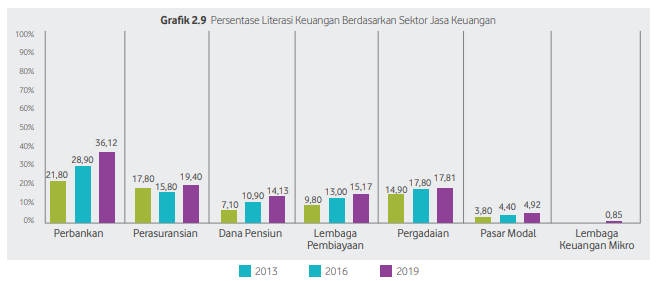 Grafik 2.9 Persentase Literasi Keuangan Berdasarkan Sektor Jasa Keuangan
100%
90%
80%
70%
60%
50%
40%
30%
20%
10%
0%
21,80 28,90 36,12
17,80 15,80 19,40
7,10 10,90 14,13
9,80 13,00 15,17
14,90 17,80 17,81
3,80 4,40 4,92
0,85
Perbankan
Perasuransian
Dana Pensiun
Lembaga
Pembiayaan
Pergadaian
Pasar Modal
Lembaga
Keuangan Mikro
2013 2016 2019